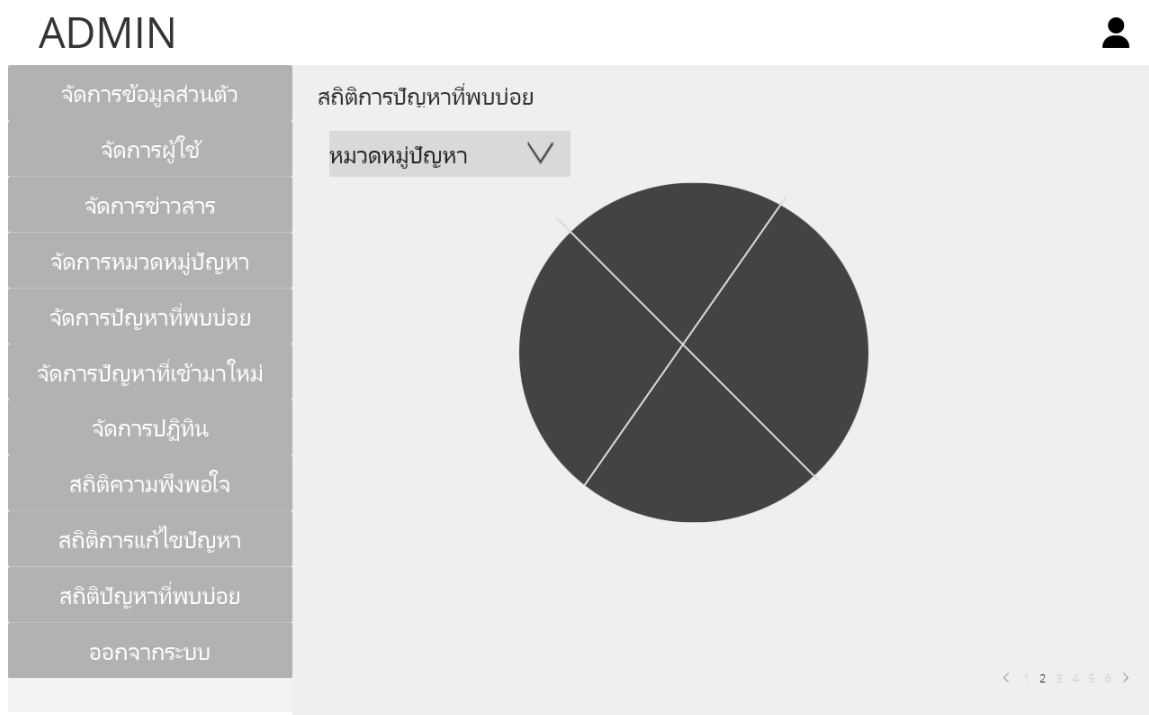 ADMIN
จัดการข้อมูลส่วนตัว
จัดการผู้ใช้
จัดการข่าวสาร
จัดการหมวดหมู่ปัญหา
จัดการปัญหาที่พบบ่อย
จัดการปัญหาที่เข้ามาใหม่
จัดการปฏิทิน
สถิติความพึงพอใจ
สถิติการแก้ไขปัญหา
สถิติปัญหาที่พบบ่อย
ออกจากระบบ
สถิติการปัญหาที่พบบ่อย
หมวดหมู่ปัญหา
1 2 3 4 5 6